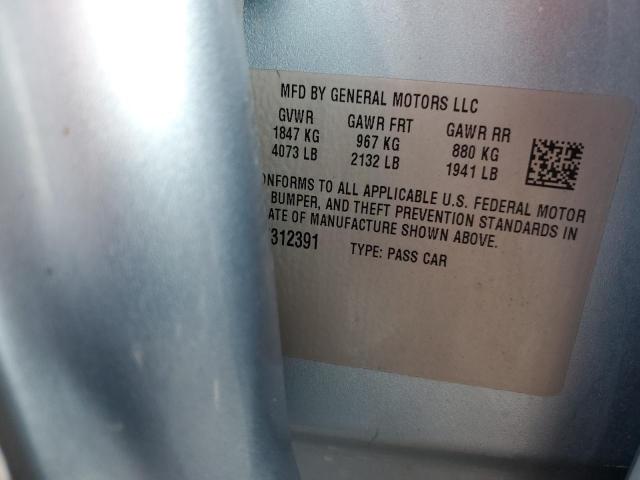 MFD BY GENERAL MOTORS LLC
GVWR GAWR FRT GAWR RR
1847 KG 967 KG 880 KG
4073 LB 2132 LB 1941 LB
ONFORMS TO ALL APPLICABLE U.S. FEDERAL MOTOR
BUMPER, AND THEFT PREVENTION STANDARDS IN
ATE OF MANUFACTURE SHOWN ABOVE.
312391 TYPE: PASS CAR